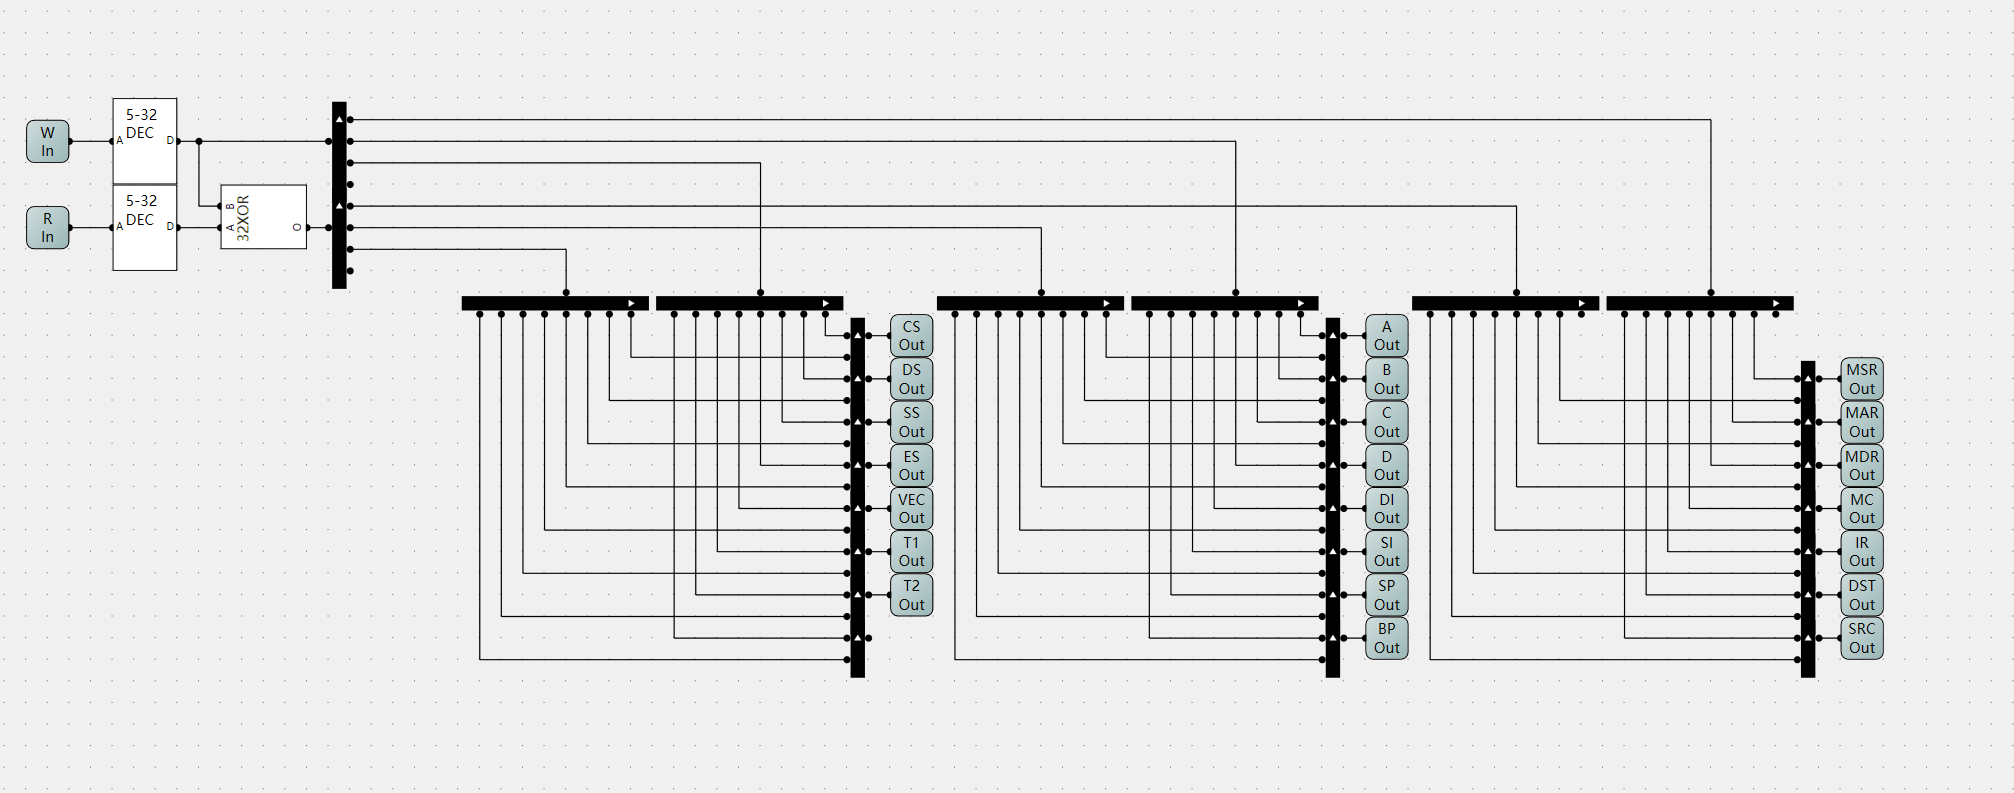 W
In
5-32
DEC
A
D
R
In
5-32
DEC
A
D
B
A
32XOR
O
CS
Out
DS
Out
SS
Out
ES
Out
VEC
Out
T1
Out
T2
Out
A
Out
B
Out
C
Out
D
Out
DI
Out
SI
Out
SP
Out
BP
Out
MSR
Out
MAR
Out
MDR
Out
MC
Out
IR
Out
DST
Out
SRC
Out